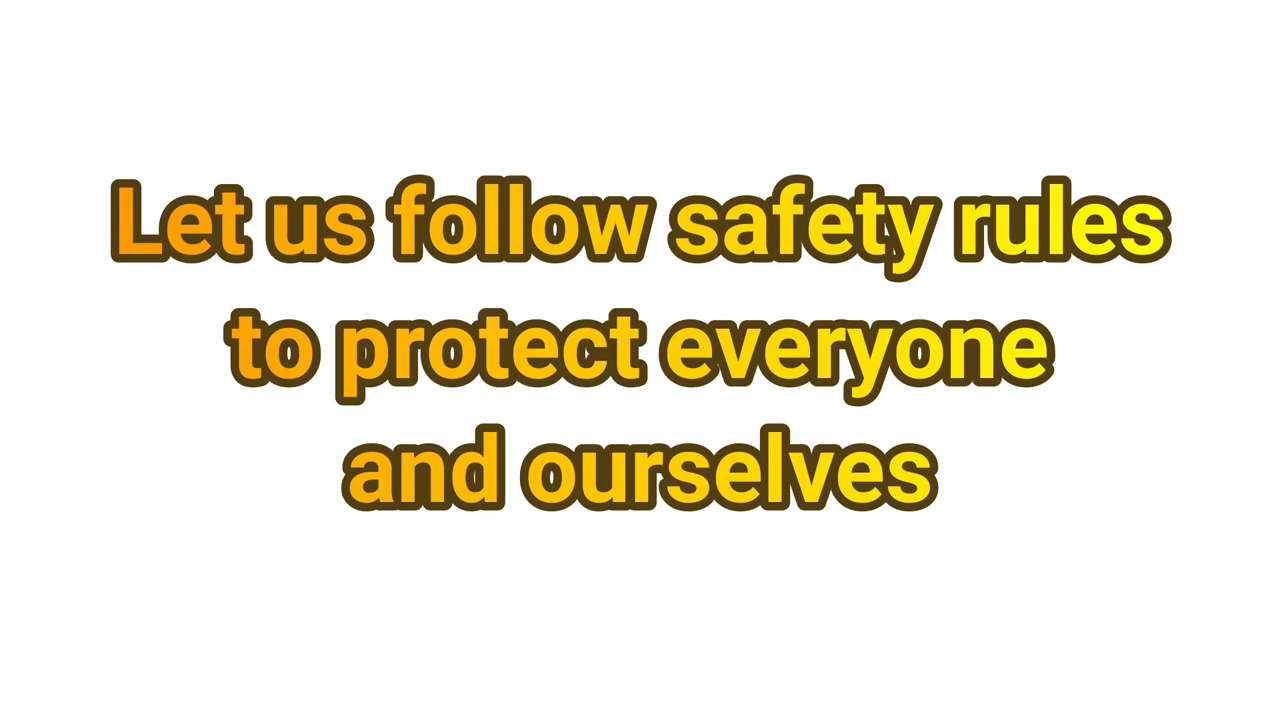 Let us follow safety rules
to protect everyone
and ourselves